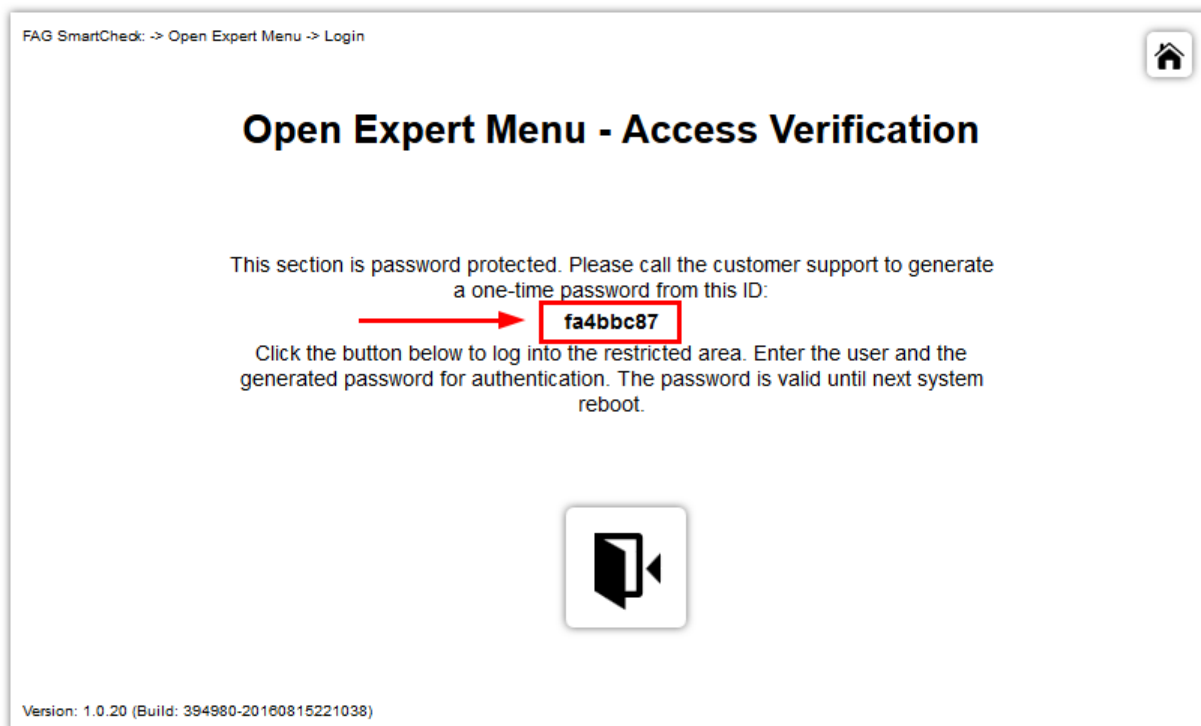 FAG SmartCheck: -> Open Expert Menu -> Login
Open Expert Menu - Access Verification
This section is password protected. Please call the customer support to generate
a one-time password from this ID:
fa4bbc87
Click the button below to log into the restricted area. Enter the user and the
generated password for authentication. The password is valid until next system
reboot.
Version: 1.0.20 (Build: 394980-20160815221038)